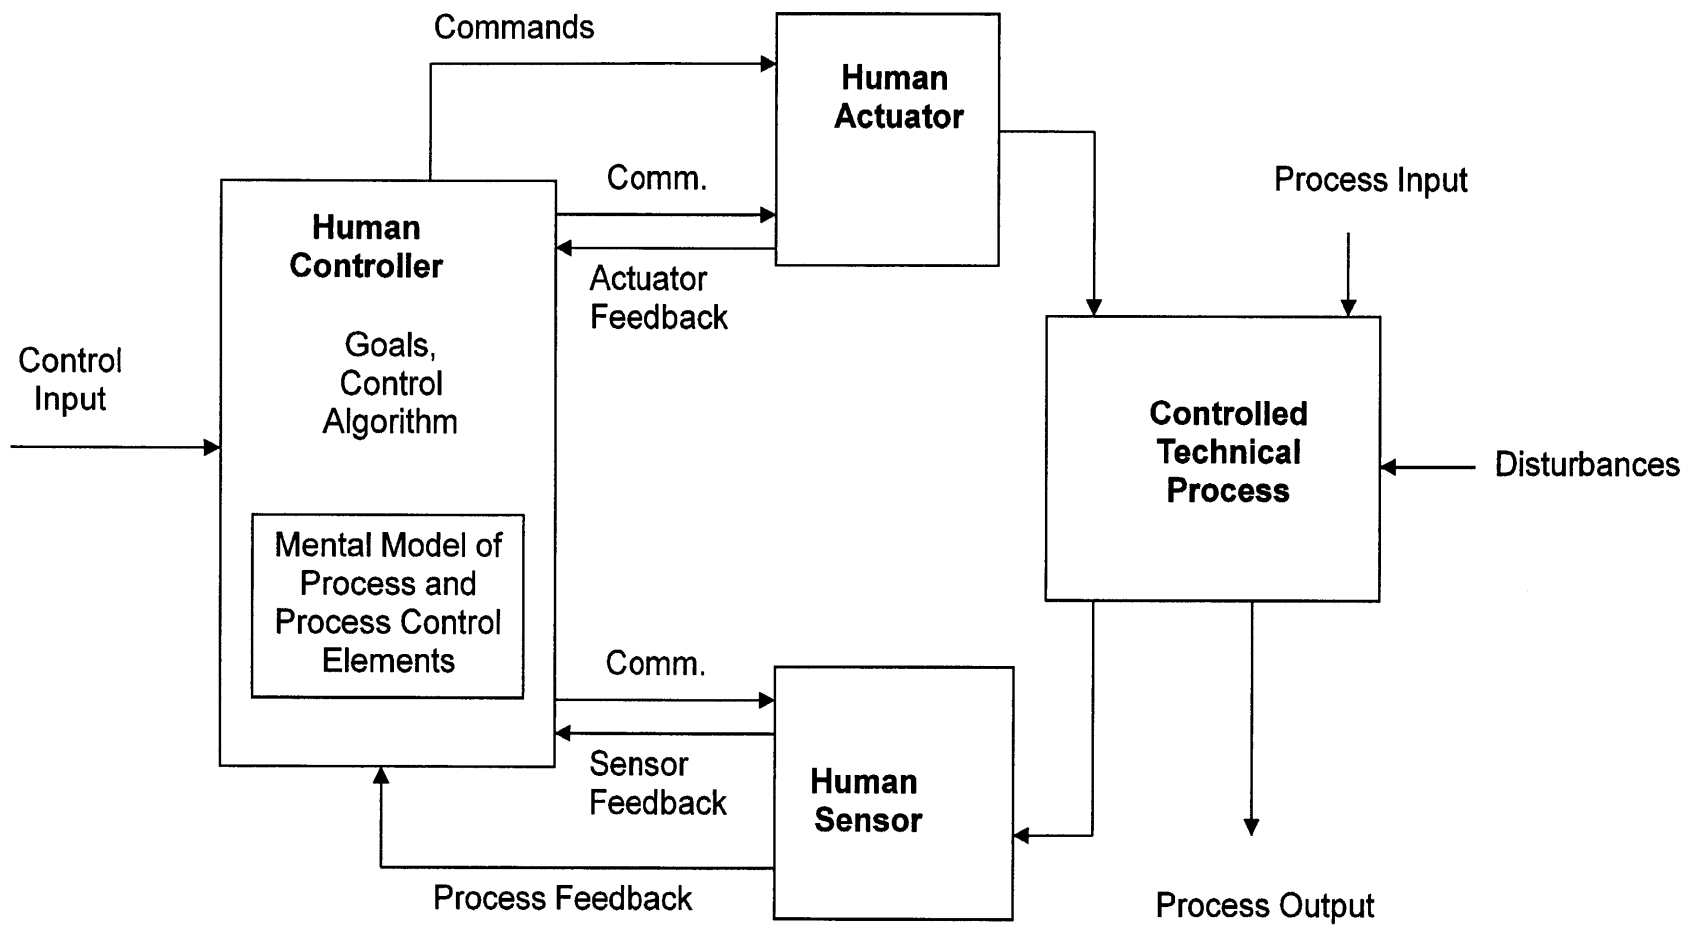 Commands
Human
Actuator
Comm.
Process Input
Human
Controller
Actuator
Feedback
Goals,
Control
Algorithm
Control
Input
Controlled
Technical
Process
Disturbances
Mental Model of
Process and
Process Control
Elements
Comm.
Sensor
Feedback
Human
Sensor
Process Feedback
Process Output